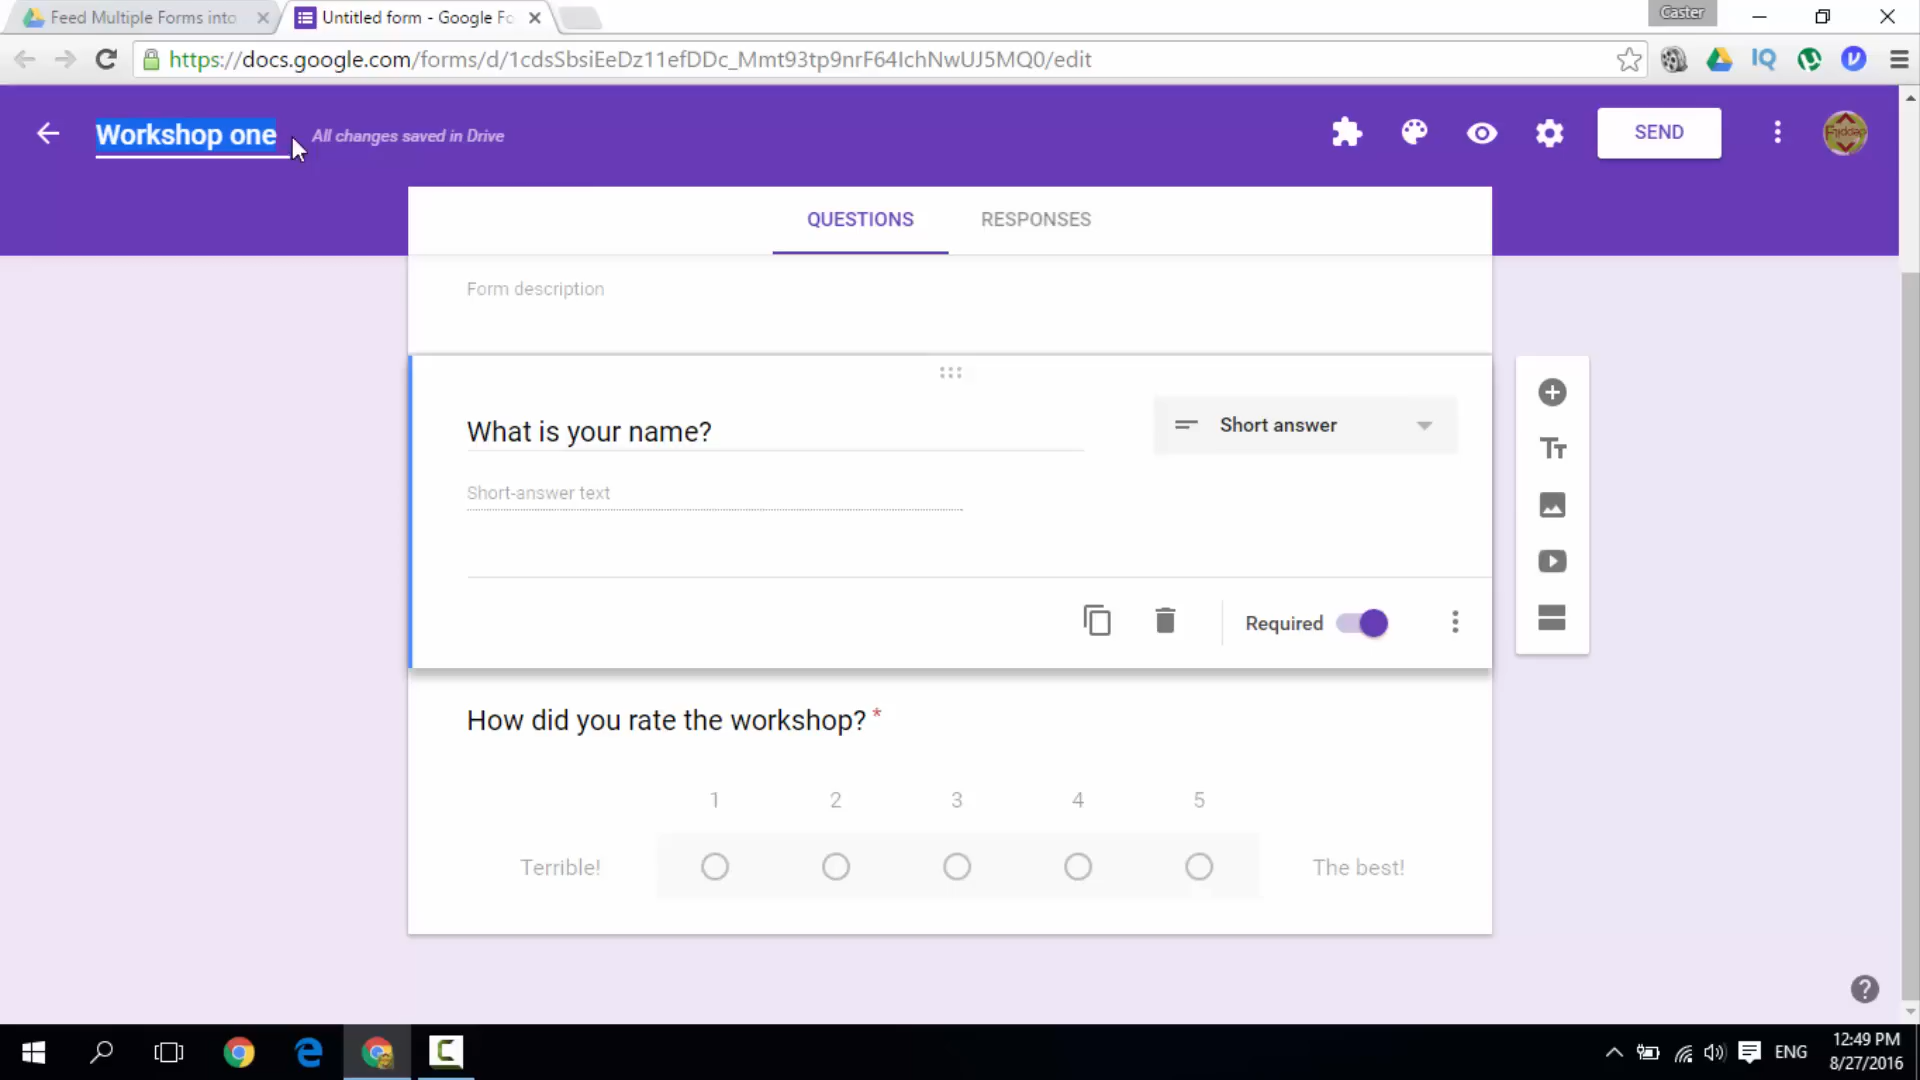 Feed Multiple Forms into
Untitled form - Google Fo
Caster
https://docs.google.com/forms/d/1cdsSbsiEeDz11efDDc_Mmt93tp9nrF64IchNwUJ5MQ0/edit
IQ
Workshop one
All changes saved in Drive
SEND
QUESTIONS
RESPONSES
Form description
What is your name?
Short answer
Short-answer text
Required
How did you rate the workshop? *
1 2 3 4 5
Terrible!
The best!
12:49 PM
ENG
8/27/2016